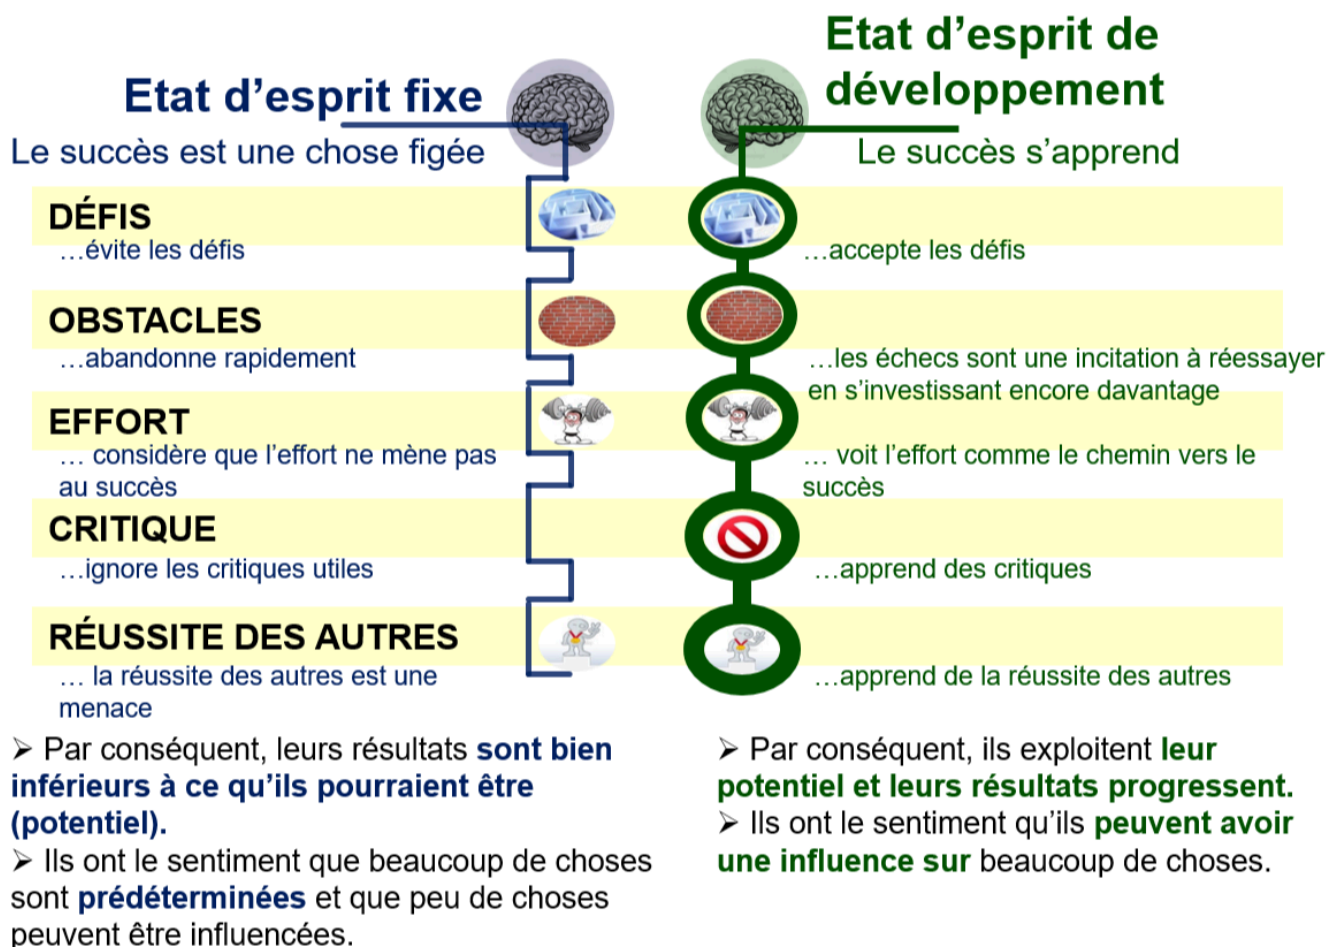 Etat d’esprit fixe
Le succès est une chose figée
Etat d’esprit de
développement
Le succès s’apprend
DÉFIS
…évite les défis
…accepte les défis
OBSTACLES
…abandonne rapidement
…les échecs sont une incitation à réessayer
en s’investissant encore davantage
EFFORT
… considère que l’effort ne mène pas
au succès
… voit l’effort comme le chemin vers le
succès
CRITIQUE
…ignore les critiques utiles
…apprend des critiques
RÉUSSITE DES AUTRES
… la réussite des autres est une
menace
…apprend de la réussite des autres
➢ Par conséquent, leurs résultats sont bien
inférieurs à ce qu’ils pourraient être
(potentiel).
➢ Ils ont le sentiment que beaucoup de choses
sont prédéterminées et que peu de choses
peuvent être influencées.
➢ Par conséquent, ils exploitent leur
potentiel et leurs résultats progressent.
➢ Ils ont le sentiment qu’ils peuvent avoir
une influence sur beaucoup de choses.